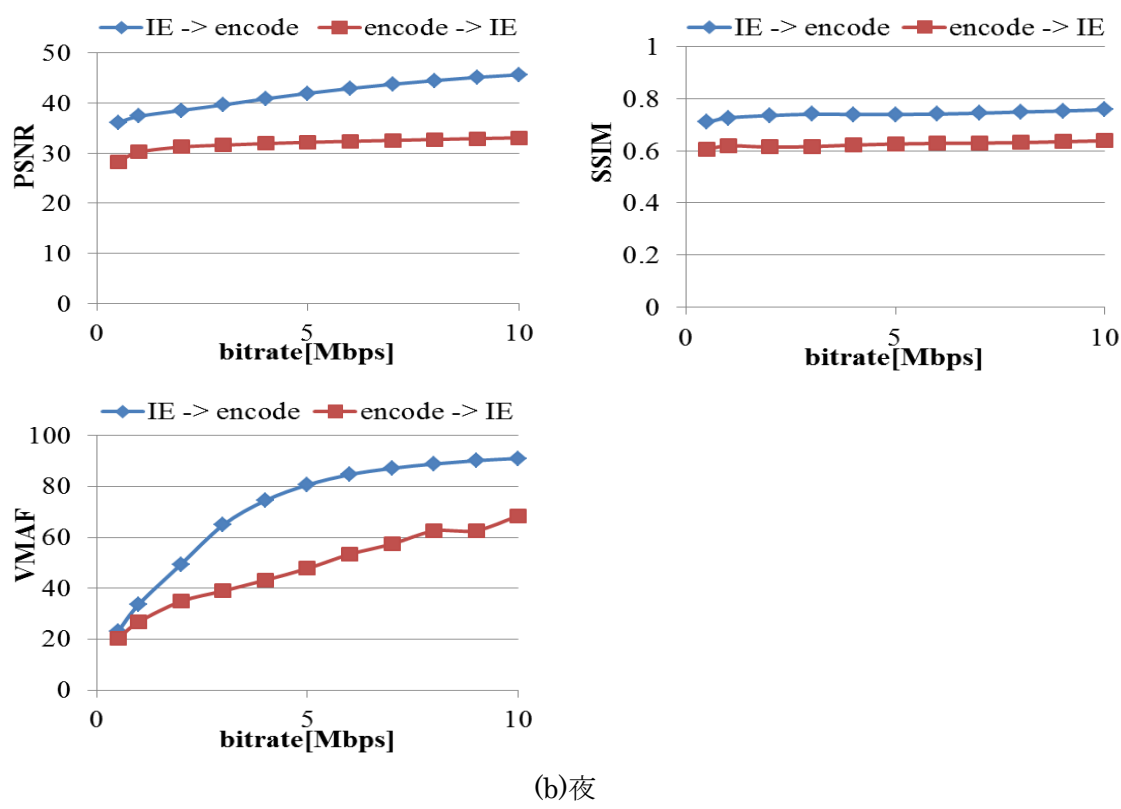 IE -> encode encode -> IE
50
40
30
20
10
0
PSNR
0 5 10
bitrate[Mbps]
IE -> encode encode -> IE
1
0.8
0.6
0.4
0.2
0
SSIM
0 5 10
bitrate[Mbps]
IE -> encode encode -> IE
100
80
60
40
20
0
VMAF
0 5 10
bitrate[Mbps]
(b)夜